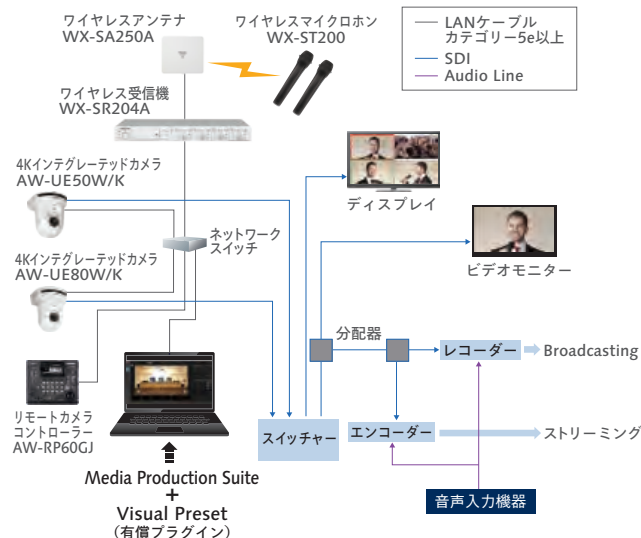 ワイヤレスアンテナ
WX-SA250A
ワイヤレスマイクロホン
WX-ST200
LANケーブル
カテゴリー5e以上
SDI
Audio Line
ワイヤレス受信機
WX-SR204A
4Kインテグレーテッドカメラ
AW-UE50W/K
ディスプレイ
ネットワーク
スイッチ
ビデオモニター
4Kインテグレーテッドカメラ
AW-UE80W/K
分配器
レコーダー
Broadcasting
リモートカメラ
コントローラー
AW-RP60GJ
スイッチャー
エンコーダー
ストリーミング
Media Production Suite
+
Visual Preset
(有償プラグイン)
音声入力機器